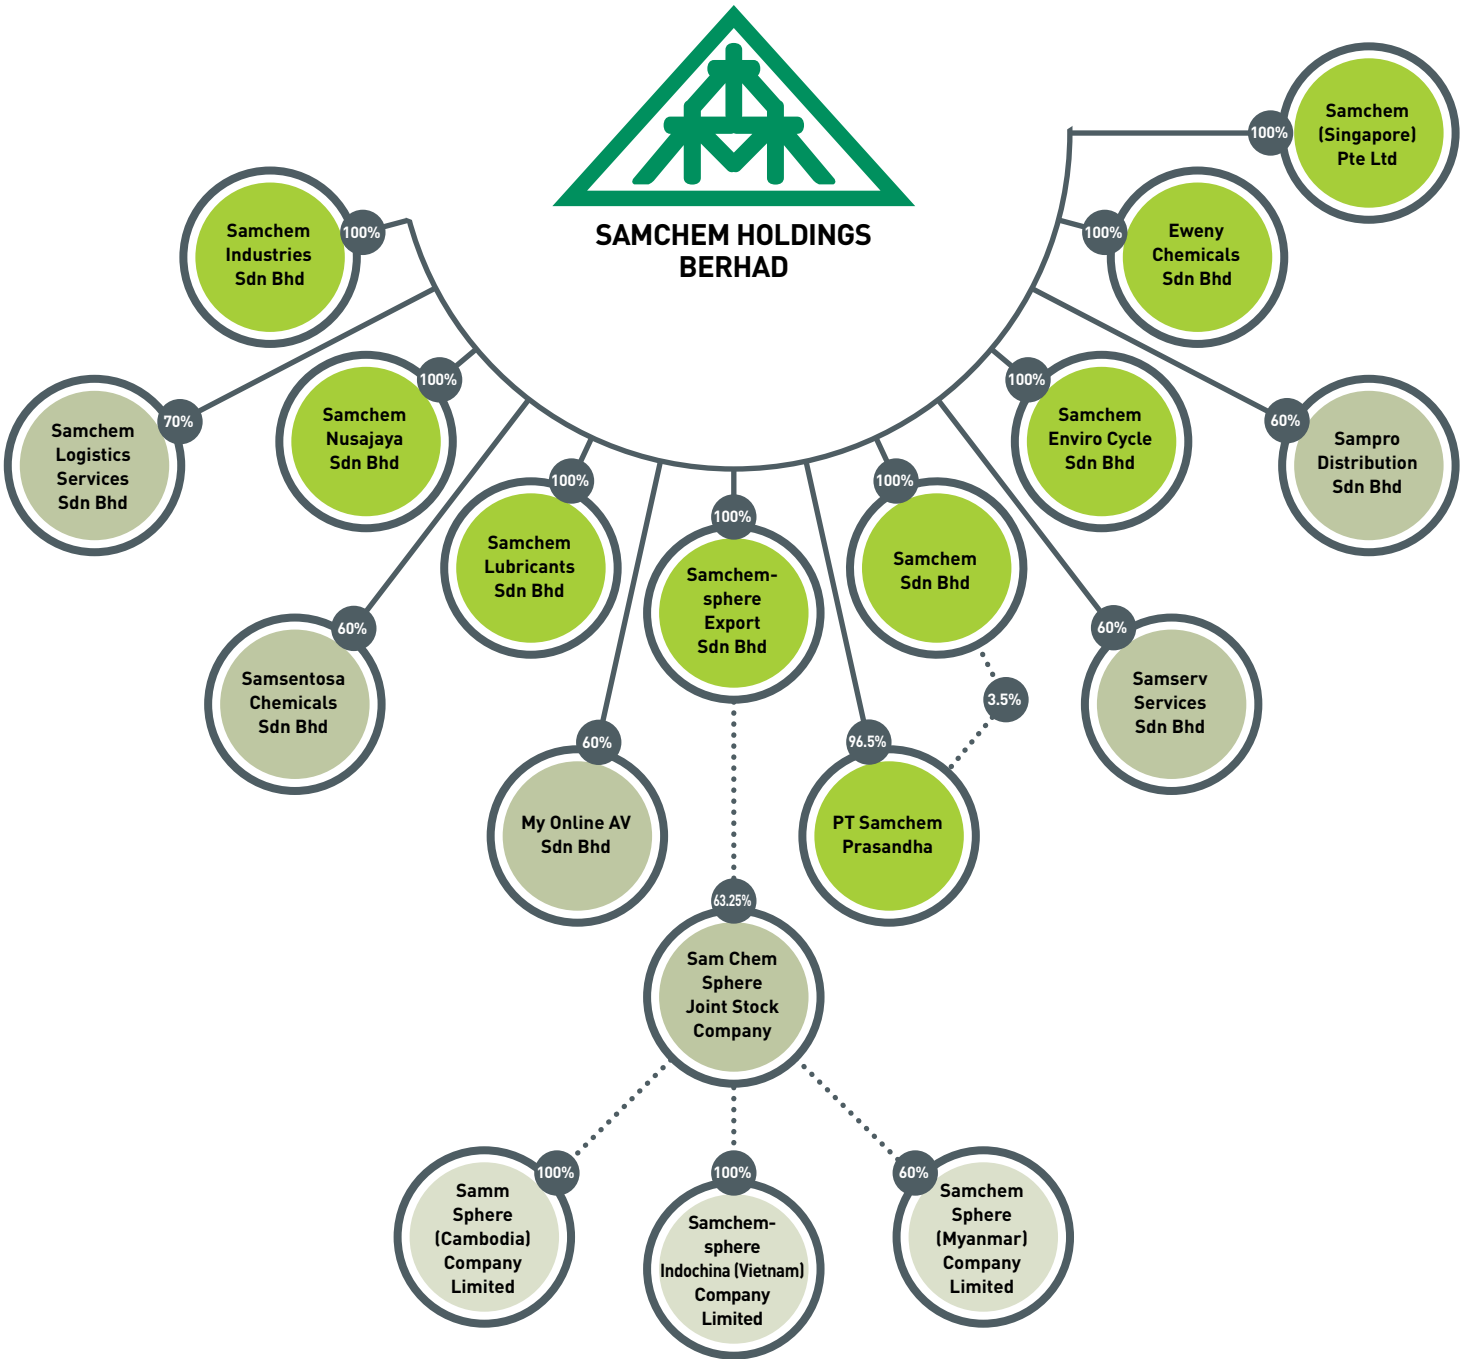 SAMCHEM HOLDINGS
BERHAD
100%
Samchem
(Singapore)
Pte Ltd
100%
Samchem
Industries
Sdn Bhd
100%
Eweny
Chemicals
Sdn Bhd
70%
Samchem
Logistics
Services
Sdn Bhd
100%
Samchem
Nusajaya
Sdn Bhd
100%
Samchem
Enviro Cycle
Sdn Bhd
60%
Sampro
Distribution
Sdn Bhd
100%
Samchem
Lubricants
Sdn Bhd
100%
Samchem-
sphere
Export
Sdn Bhd
100%
Samchem
Sdn Bhd
60%
Samsentosa
Chemicals
Sdn Bhd
60%
Samserv
Services
Sdn Bhd
3.5%
60%
My Online AV
Sdn Bhd
96.5%
PT Samchem
Prasandha
63.25%
Sam Chem
Sphere
Joint Stock
Company
100%
Samm
Sphere
(Cambodia)
Company
Limited
100%
Samchem-
sphere
Indochina (Vietnam)
Company
Limited
60%
Samchem
Sphere
(Myanmar)
Company
Limited